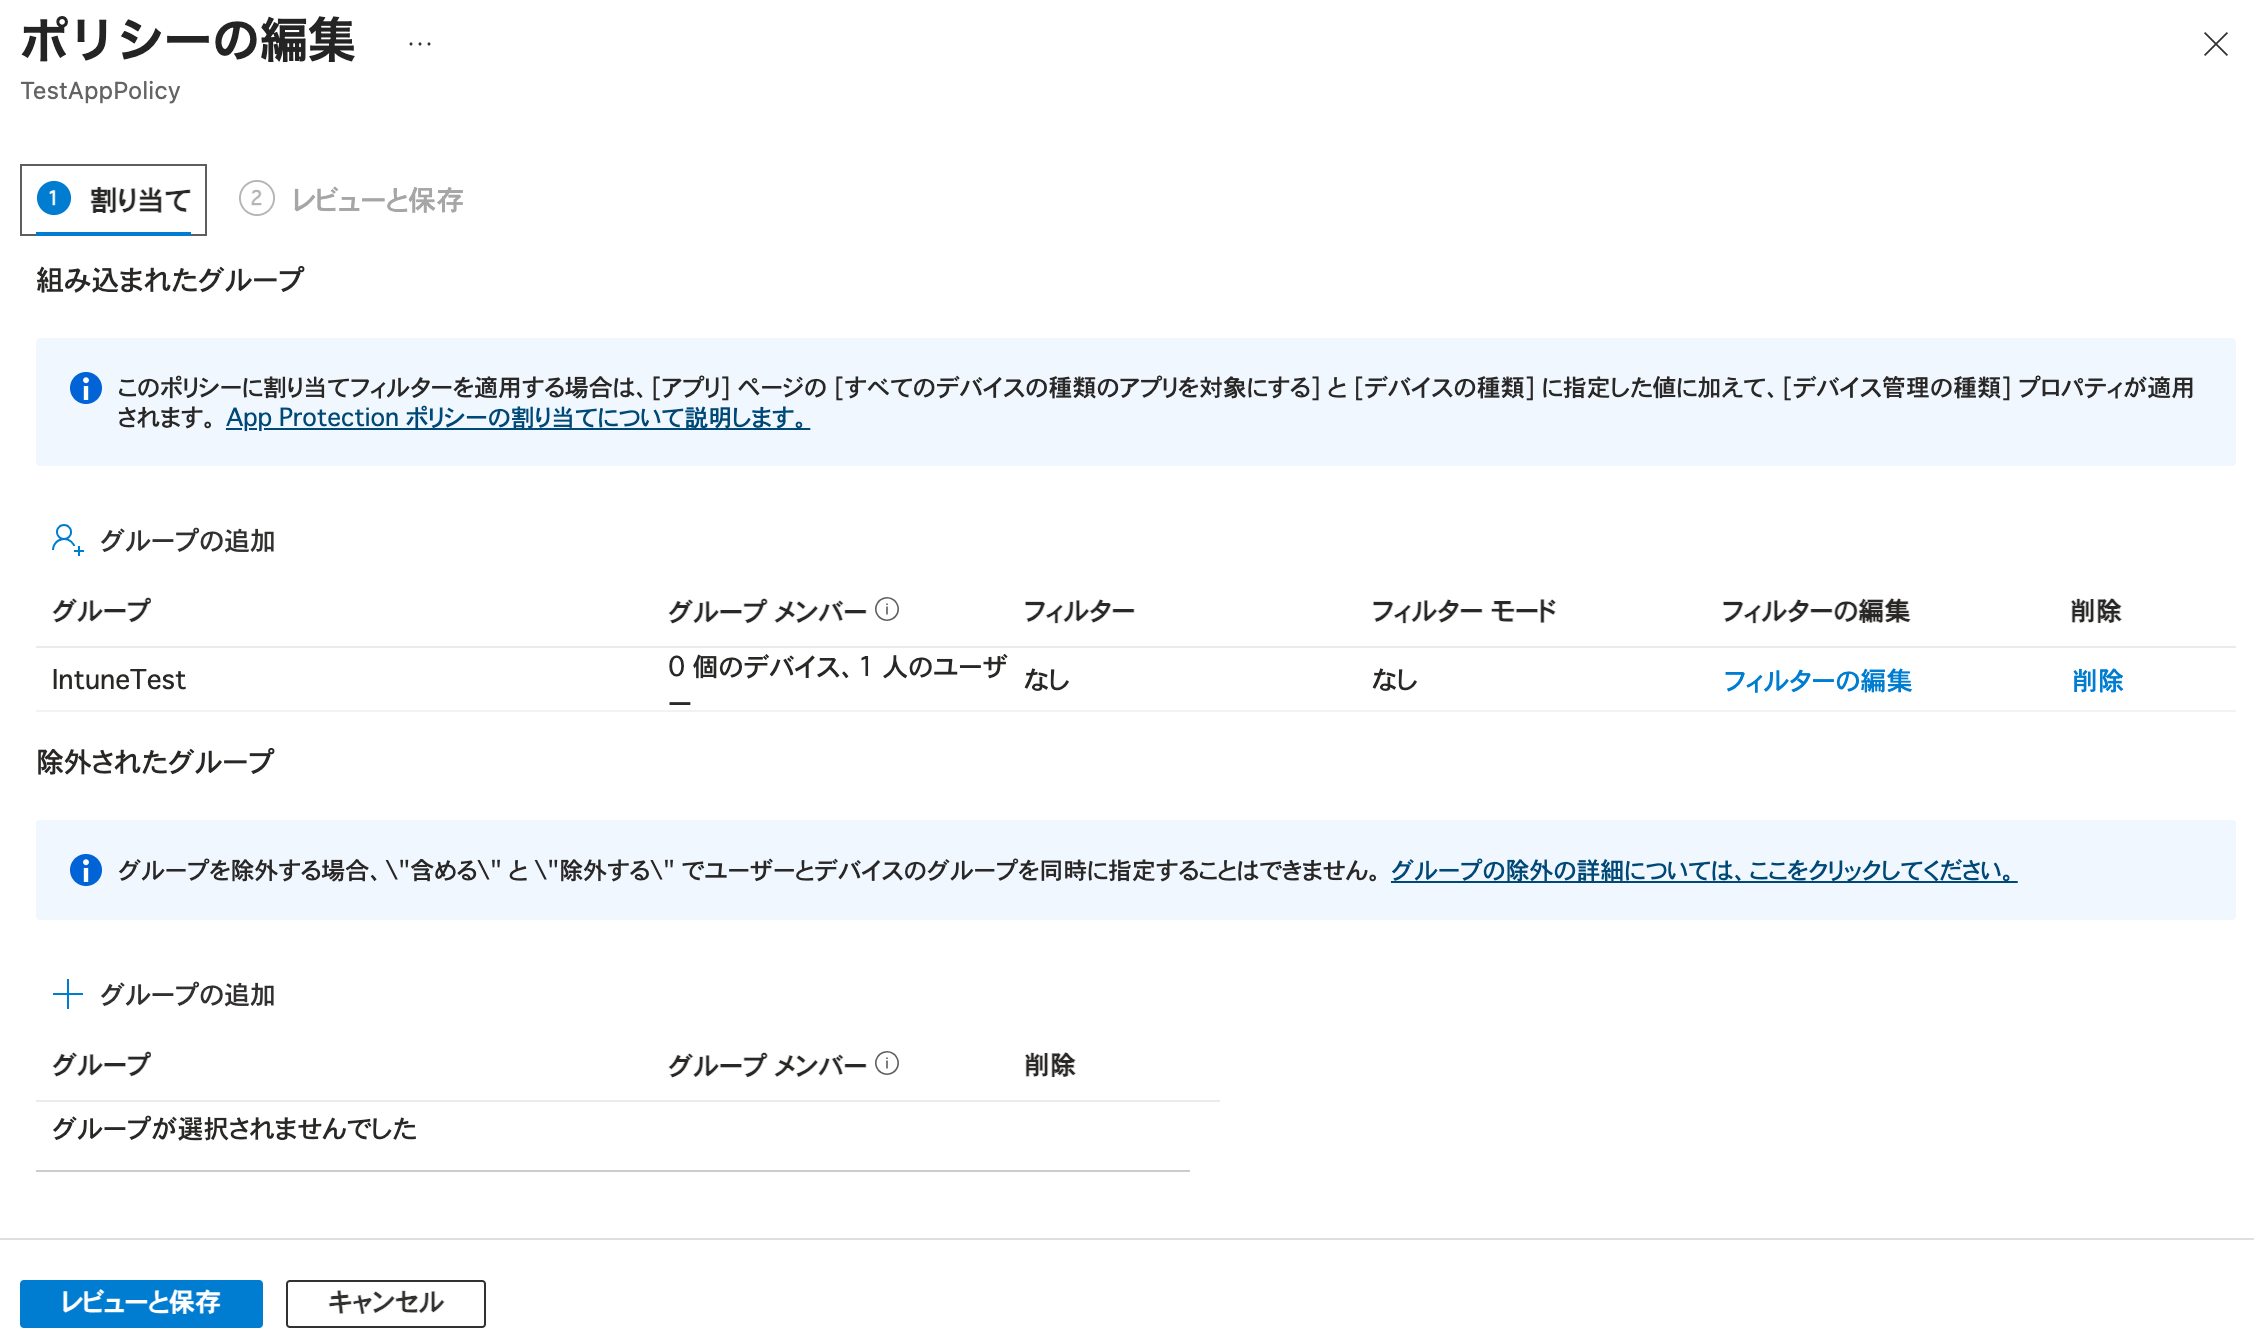 ポリシーの編集 …
TestAppPolicy
1 割り当て 2 レビューと保存
組み込まれたグループ
このポリシーに割り当てフィルターを適用する場合は、[アプリ] ページの [すべてのデバイスの種類のアプリを対象にする] と [デバイスの種類] に指定した値に加えて、[デバイス管理の種類] プロパティが適用
されます。App Protection ポリシーの割り当てについて説明します。
グループの追加
グループ グループ メンバー フィルター フィルター モード フィルターの編集 削除
IntuneTest 0 個のデバイス、1 人のユーザー なし なし フィルターの編集 削除
除外されたグループ
グループを除外する場合、\"含める\" と \"除外する\" でユーザーとデバイスのグループを同時に指定することはできません。グループの除外の詳細については、ここをクリックしてください。
グループの追加
グループ グループ メンバー 削除
グループが選択されませんでした
レビューと保存 キャンセル